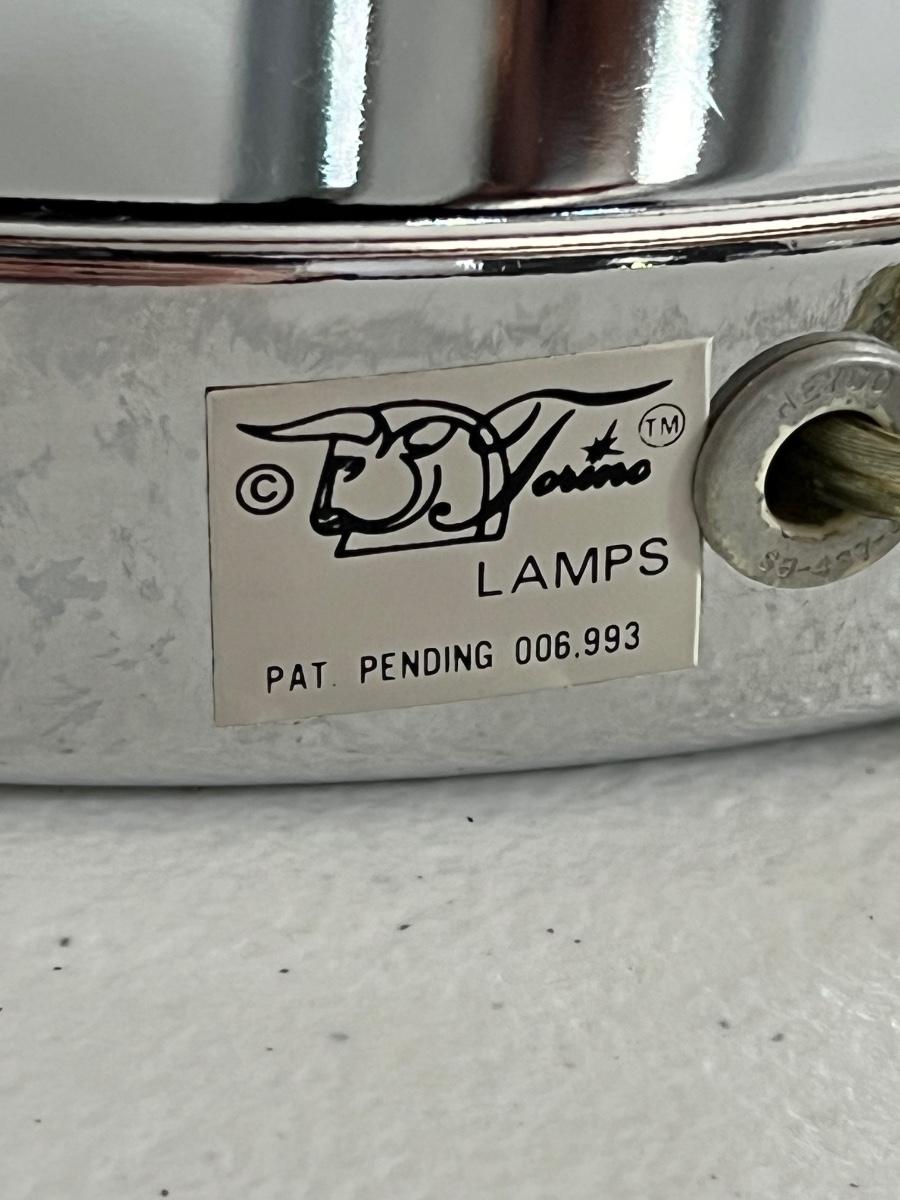 © Torino TM
LAMPS
PAT. PENDING 006.993